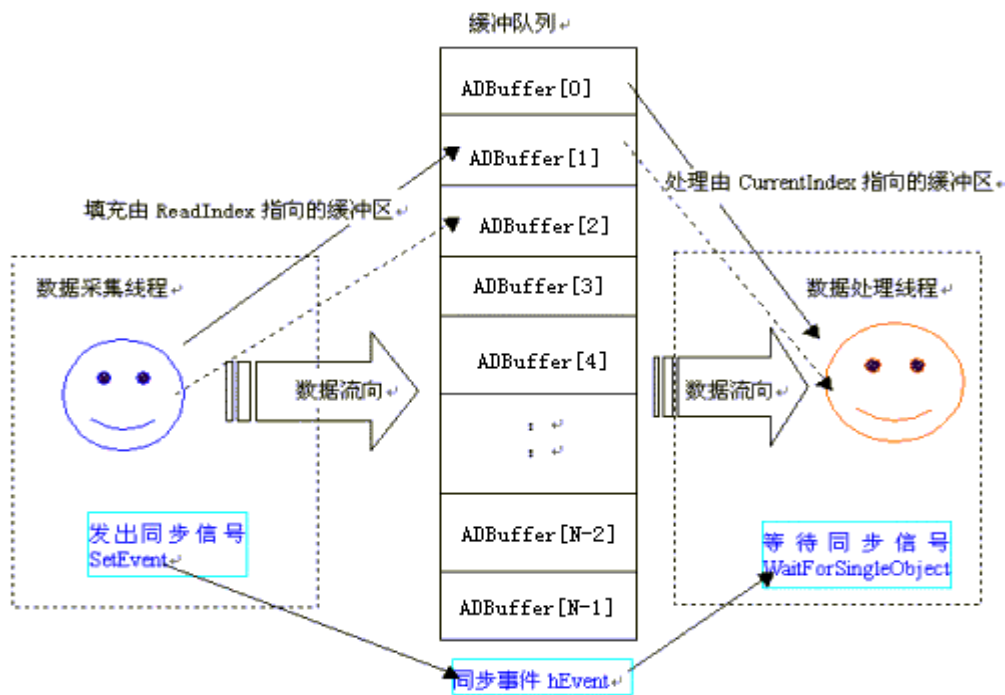 缓冲队列
ADBuffer[0]
ADBuffer[1]
处理由 CurrentIndex 指向的缓冲区
填充由 ReadIndex 指向的缓冲区
ADBuffer[2]
数据采集线程
ADBuffer[3]
数据处理线程
ADBuffer[4]
数据流向
数据流向
:
:
发出同步信号
SetEvent
ADBuffer[N-2]
等待同步信号
WaitForSingleObject
ADBuffer[N-1]
同步事件 hEvent